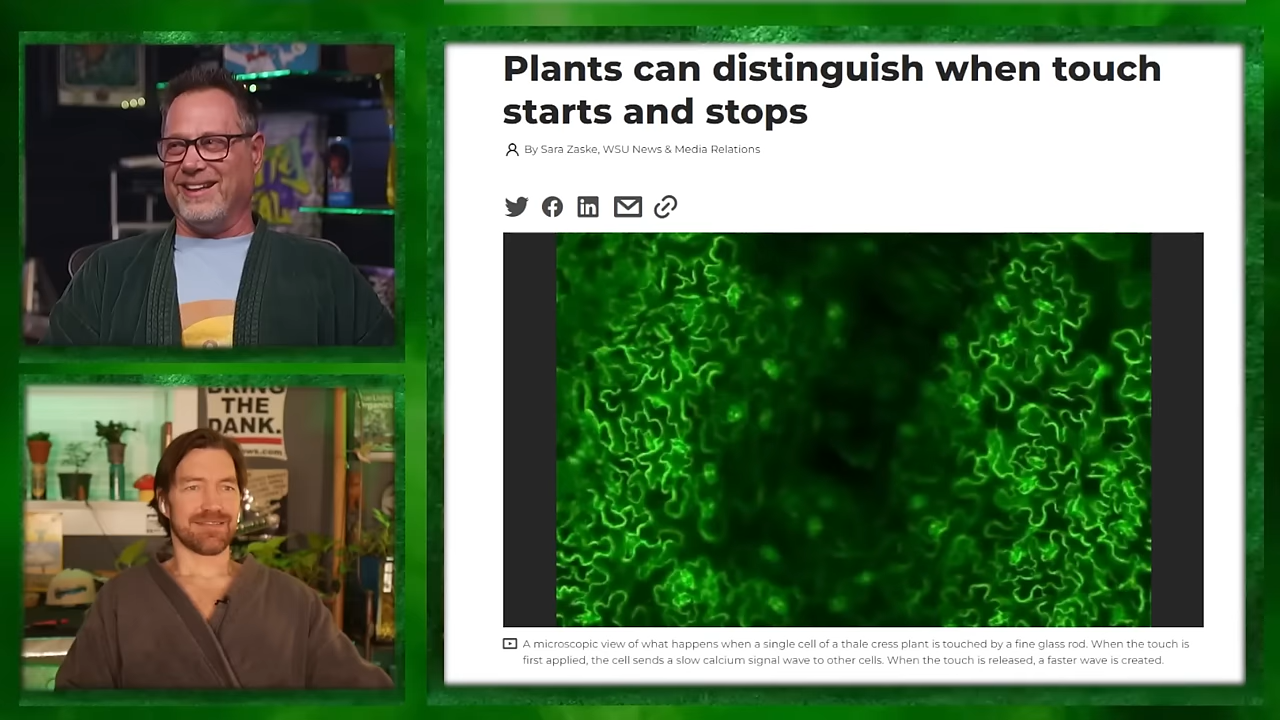 Plants can distinguish when touch
starts and stops
By Sara Zaske, WSU News & Media Relations
A microscopic view of what happens when a single cell of a thale cress plant is touched by a fine glass rod. When the touch is
first applied, the cell sends a slow calcium signal wave to other cells. When the touch is released, a faster wave is created.
BRING
THE
DANK.